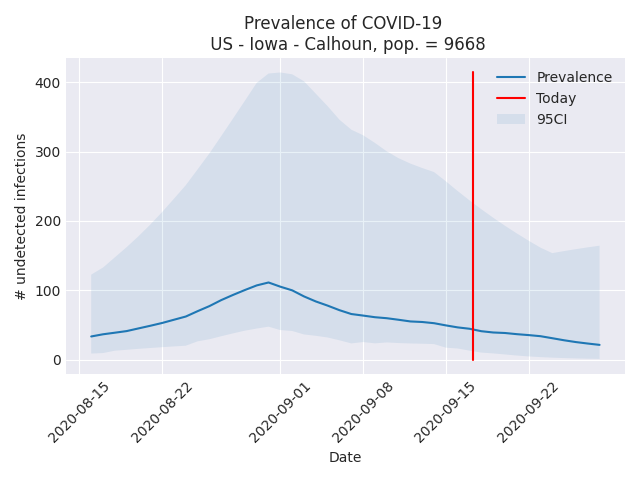 Prevalence of COVID-19
US - Iowa - Calhoun, pop. = 9668
400
300
200
100
0
# undetected infections
Prevalence
Today
95CI
2020-08-15
2020-08-22
2020-09-01
2020-09-08
2020-09-15
2020-09-22
Date